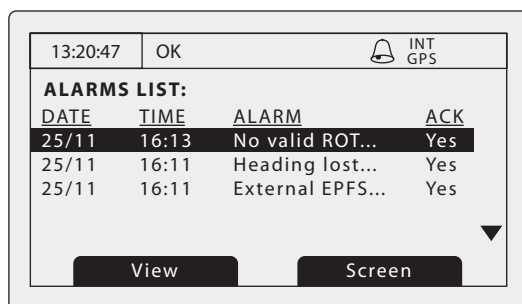 13:20:47 OK INT
GPS
ALARMS LIST:
DATE TIME ALARM ACK
25/11 16:13 No valid ROT... Yes
25/11 16:11 Heading lost... Yes
25/11 16:11 External EPFS... Yes
View Screen